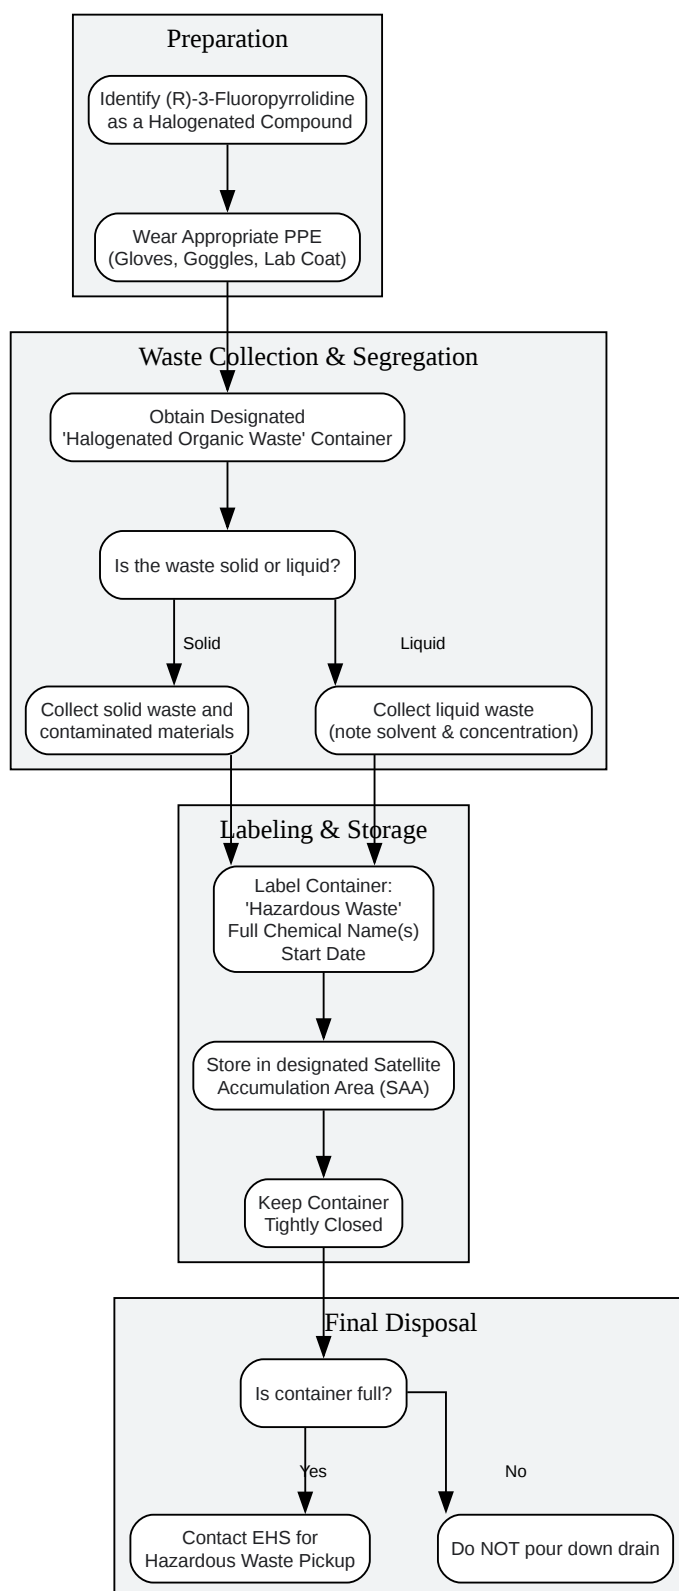 Preparation
Identify (R)-3-Fluoropyrrolidine
as a Halogenated Compound
Wear Appropriate PPE
(Gloves, Goggles, Lab Coat)
Waste Collection & Segregation
Obtain Designated
'Halogenated Organic Waste' Container
Is the waste solid or liquid?
Solid
Liquid
Collect solid waste and
contaminated materials
Collect liquid waste
(note solvent & concentration)
Labeling & Storage
Label Container:
'Hazardous Waste'
Full Chemical Name(s)
Start Date
Store in designated Satellite
Accumulation Area (SAA)
Keep Container
Tightly Closed
Final Disposal
Is container full?
Yes
No
Contact EHS for
Hazardous Waste Pickup
Do NOT pour down drain